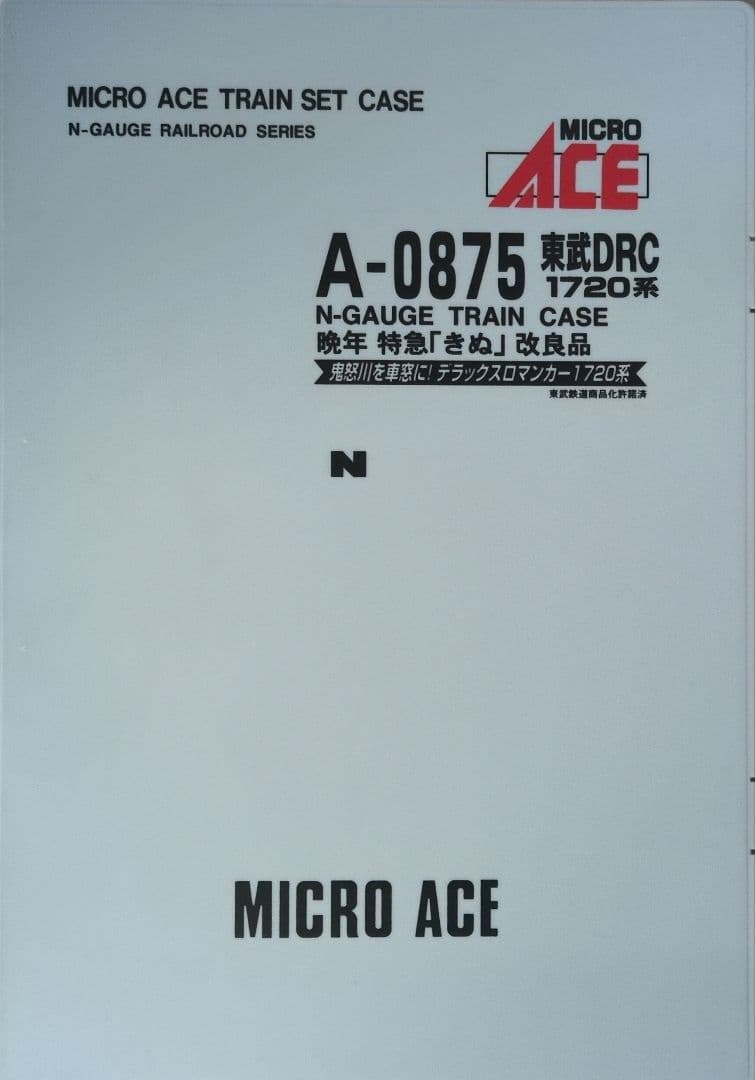 MICRO ACE TRAIN SET CASE
N-GAUGE RAILROAD SERIES
MICRO
ACE
A-0875 東武DRC
1720系
N-GAUGE TRAIN CASE
晩年 特急「きぬ」改良品
鬼怒川を車窓に! デラックスロマンカー1720系
東武鉄道商品化許諾済
N
MICRO ACE